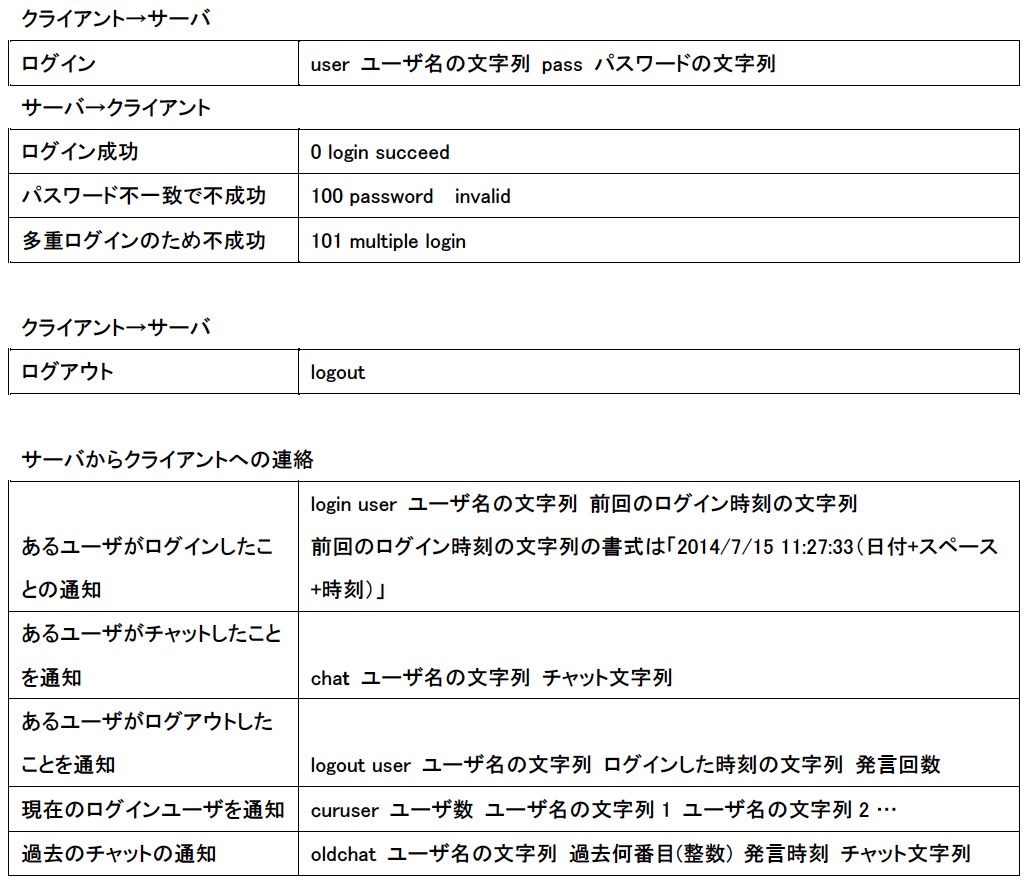 クライアント→サーバ
ログイン user ユーザ名の文字列 pass パスワードの文字列
サーバ→クライアント
ログイン成功 0 login succeed
パスワード不一致で不成功 100 password invalid
多重ログインのため不成功 101 multiple login
クライアント→サーバ
ログアウト logout
サーバからクライアントへの連絡
あるユーザがログインしたこ
との通知
login user ユーザ名の文字列 前回のログイン時刻の文字列
前回のログイン時刻の文字列の書式は「2014/7/15 11:27:33（日付+スペース
+時刻）」
あるユーザがチャットしたこと
を通知
chat ユーザ名の文字列 チャット文字列
あるユーザがログアウトした
ことを通知
logout user ユーザ名の文字列 ログインした時刻の文字列 発言回数
現在のログインユーザを通知 curuser ユーザ数 ユーザ名の文字列1 ユーザ名の文字列2 …
過去のチャットの通知 oldchat ユーザ名の文字列 過去何番目(整数) 発言時刻 チャット文字列